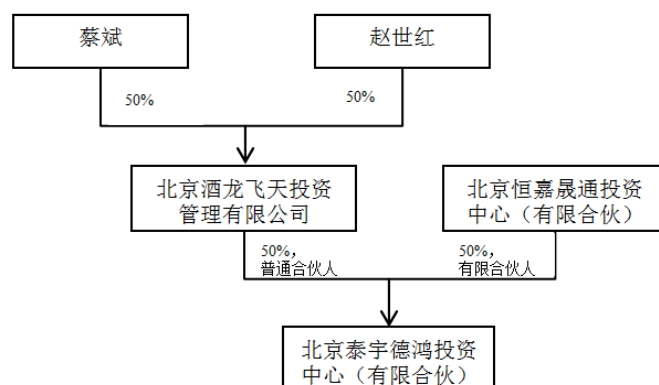 蔡斌
赵世红
50%
50%
北京酒龙飞天投资
管理有限公司
北京恒嘉晟通投资
中心（有限合伙）
50%，
普通合伙人
50%，
有限合伙人
北京泰宇德鸿投资
中心（有限合伙）